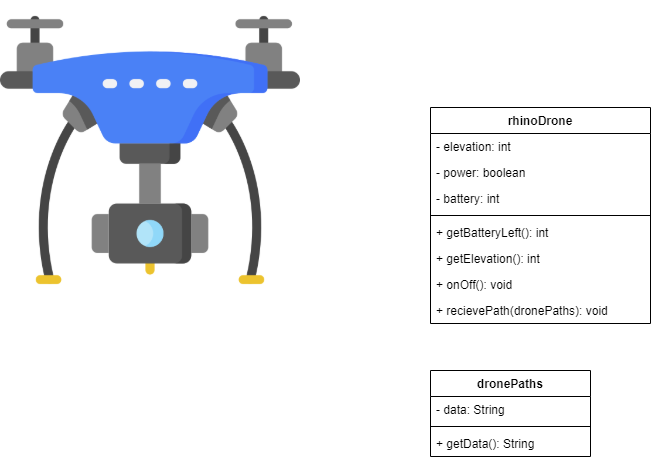 rhinoDrone
- elevation: int
- power: boolean
- battery: int
+ getBatteryLeft(): int
+ getElevation(): int
+ onOff(): void
+ recievePath(dronePaths): void
dronePaths
- data: String
+ getData(): String